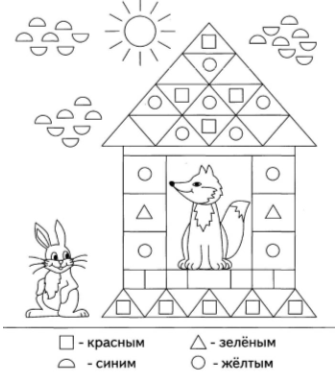 - красным
- зелёным
- синим
- жёлтым